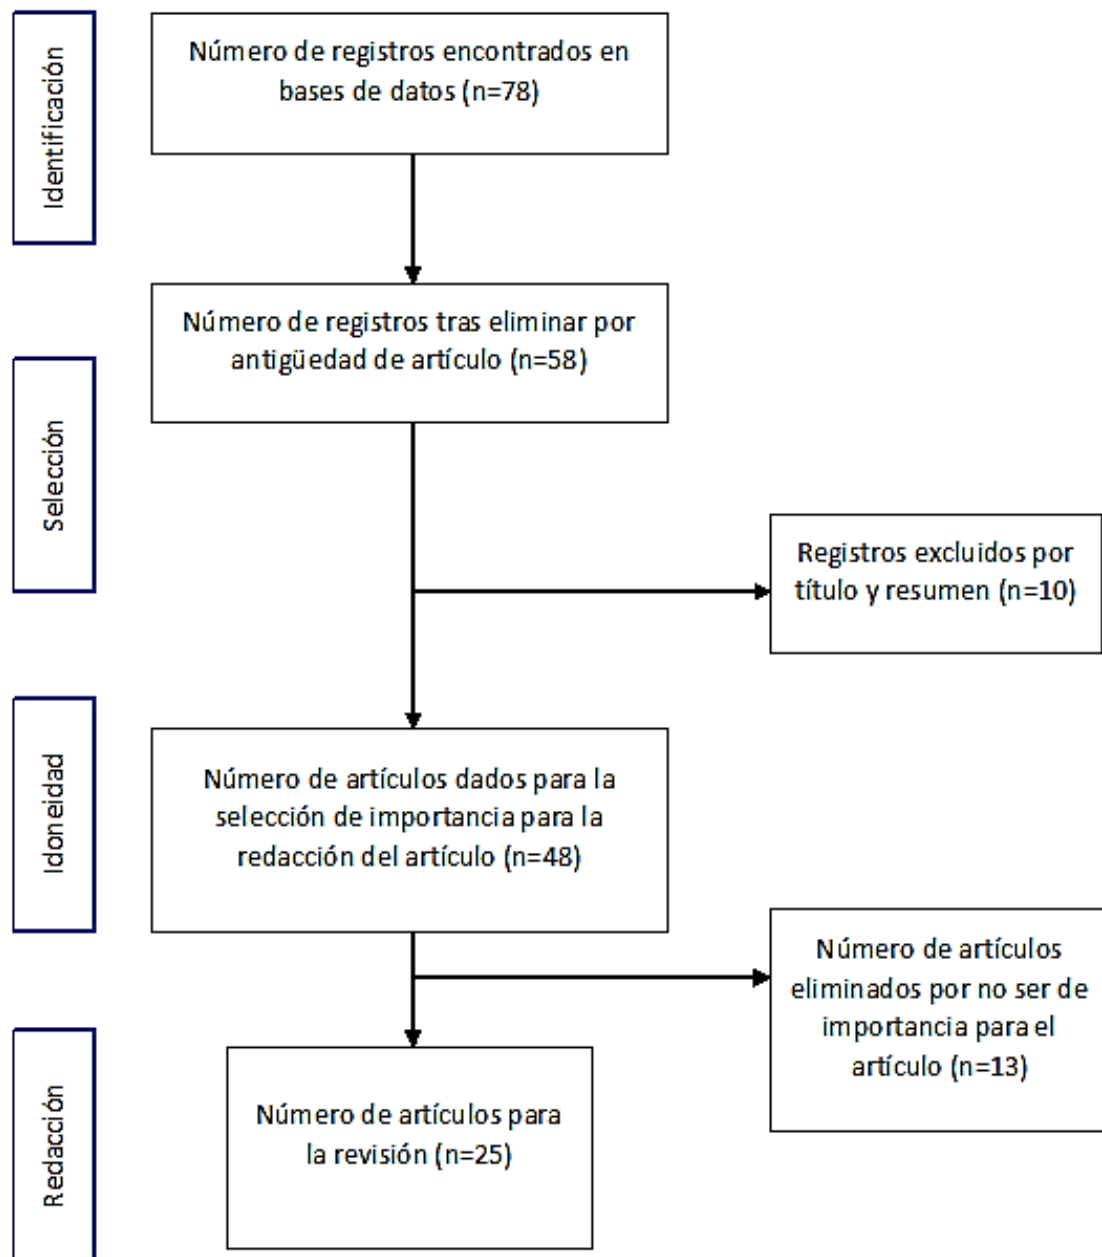 Identificación
Número de registros encontrados en
bases de datos (n=78)
Número de registros tras eliminar por
antigüedad de artículo (n=58)
Selección
Registros excluidos por
título y resumen (n=10)
Idoneidad
Número de artículos dados para la
selección de importancia para la
redacción del artículo (n=48)
Número de artículos
eliminados por no ser de
importancia para el
artículo (n=13)
Redacción
Número de artículos para
la revisión (n=25)